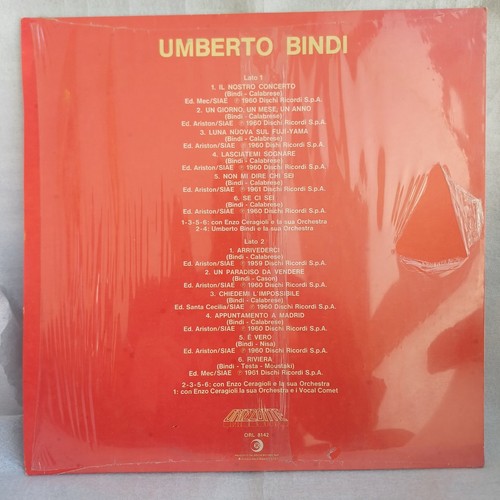 UMBERTO BINDI
Lato 1
1. IL NOSTRO CONCERTO
(Bindi - Calabrese)
Ed. Mec/SIAE ℗ 1960 Dischi Ricordi S.p.A.
2. UN GIORNO, UN MESE, UN ANNO
(Bindi - Calabrese)
Ed. Ariston/SIAE ℗ 1960 Dischi Ricordi S.p.A.
3. LUNA NUOVA SUL FUJI-YAMA
(Bindi - Calabrese)
Ed. Ariston/SIAE ℗ 1960 Dischi Ricordi S.p.A.
4. LASCIATEMI SOGNARE
(Bindi - Calabrese)
Ed. Ariston/SIAE ℗ 1960 Dischi Ricordi S.p.A.
5. NON MI DIRE CHI SEI
(Bindi - Calabrese)
Ed. Ariston/SIAE ℗ 1961 Dischi Ricordi S.p.A.
6. SE CI SEI
(Bindi - Calabrese)
Ed. Ariston/SIAE ℗ 1960 Dischi Ricordi S.p.A.
1-3-5-6: con Enzo Ceragioli e la sua Orchestra
2-4: Umberto Bindi e la sua Orchestra
Lato 2
1. ARRIVEDERCI
(Bindi - Calabrese)
Ed. Ariston/SIAE ℗ 1959 Dischi Ricordi S.p.A.
2. UN PARADISO DA VENDERE
(Bindi - Cason)
Ed. Ariston/SIAE ℗ 1960 Dischi Ricordi S.p.A.
3. CHIEDEMI L'IMPOSSIBILE
(Bindi - Calabrese)
Ed. Santa Cecilia/SIAE ℗ 1960 Dischi Ricordi S.p.A.
4. APPUNTAMENTO A MADRID
(Bindi - Calabrese)
Ed. Ariston/SIAE ℗ 1960 Dischi Ricordi S.p.A.
5. È VERO
(Bindi - Nisa)
Ed. Ariston/SIAE ℗ 1960 Dischi Ricordi S.p.A.
6. RIVIERA
(Bindi - Testa - Moustaki)
Ed. Mec/SIAE ℗ 1961 Dischi Ricordi S.p.A.
2-3-5-6: con Enzo Ceragioli e la sua Orchestra
1: con Enzo Ceragioli e la sua Orchestra e i Vocal Comet
ORL 8142